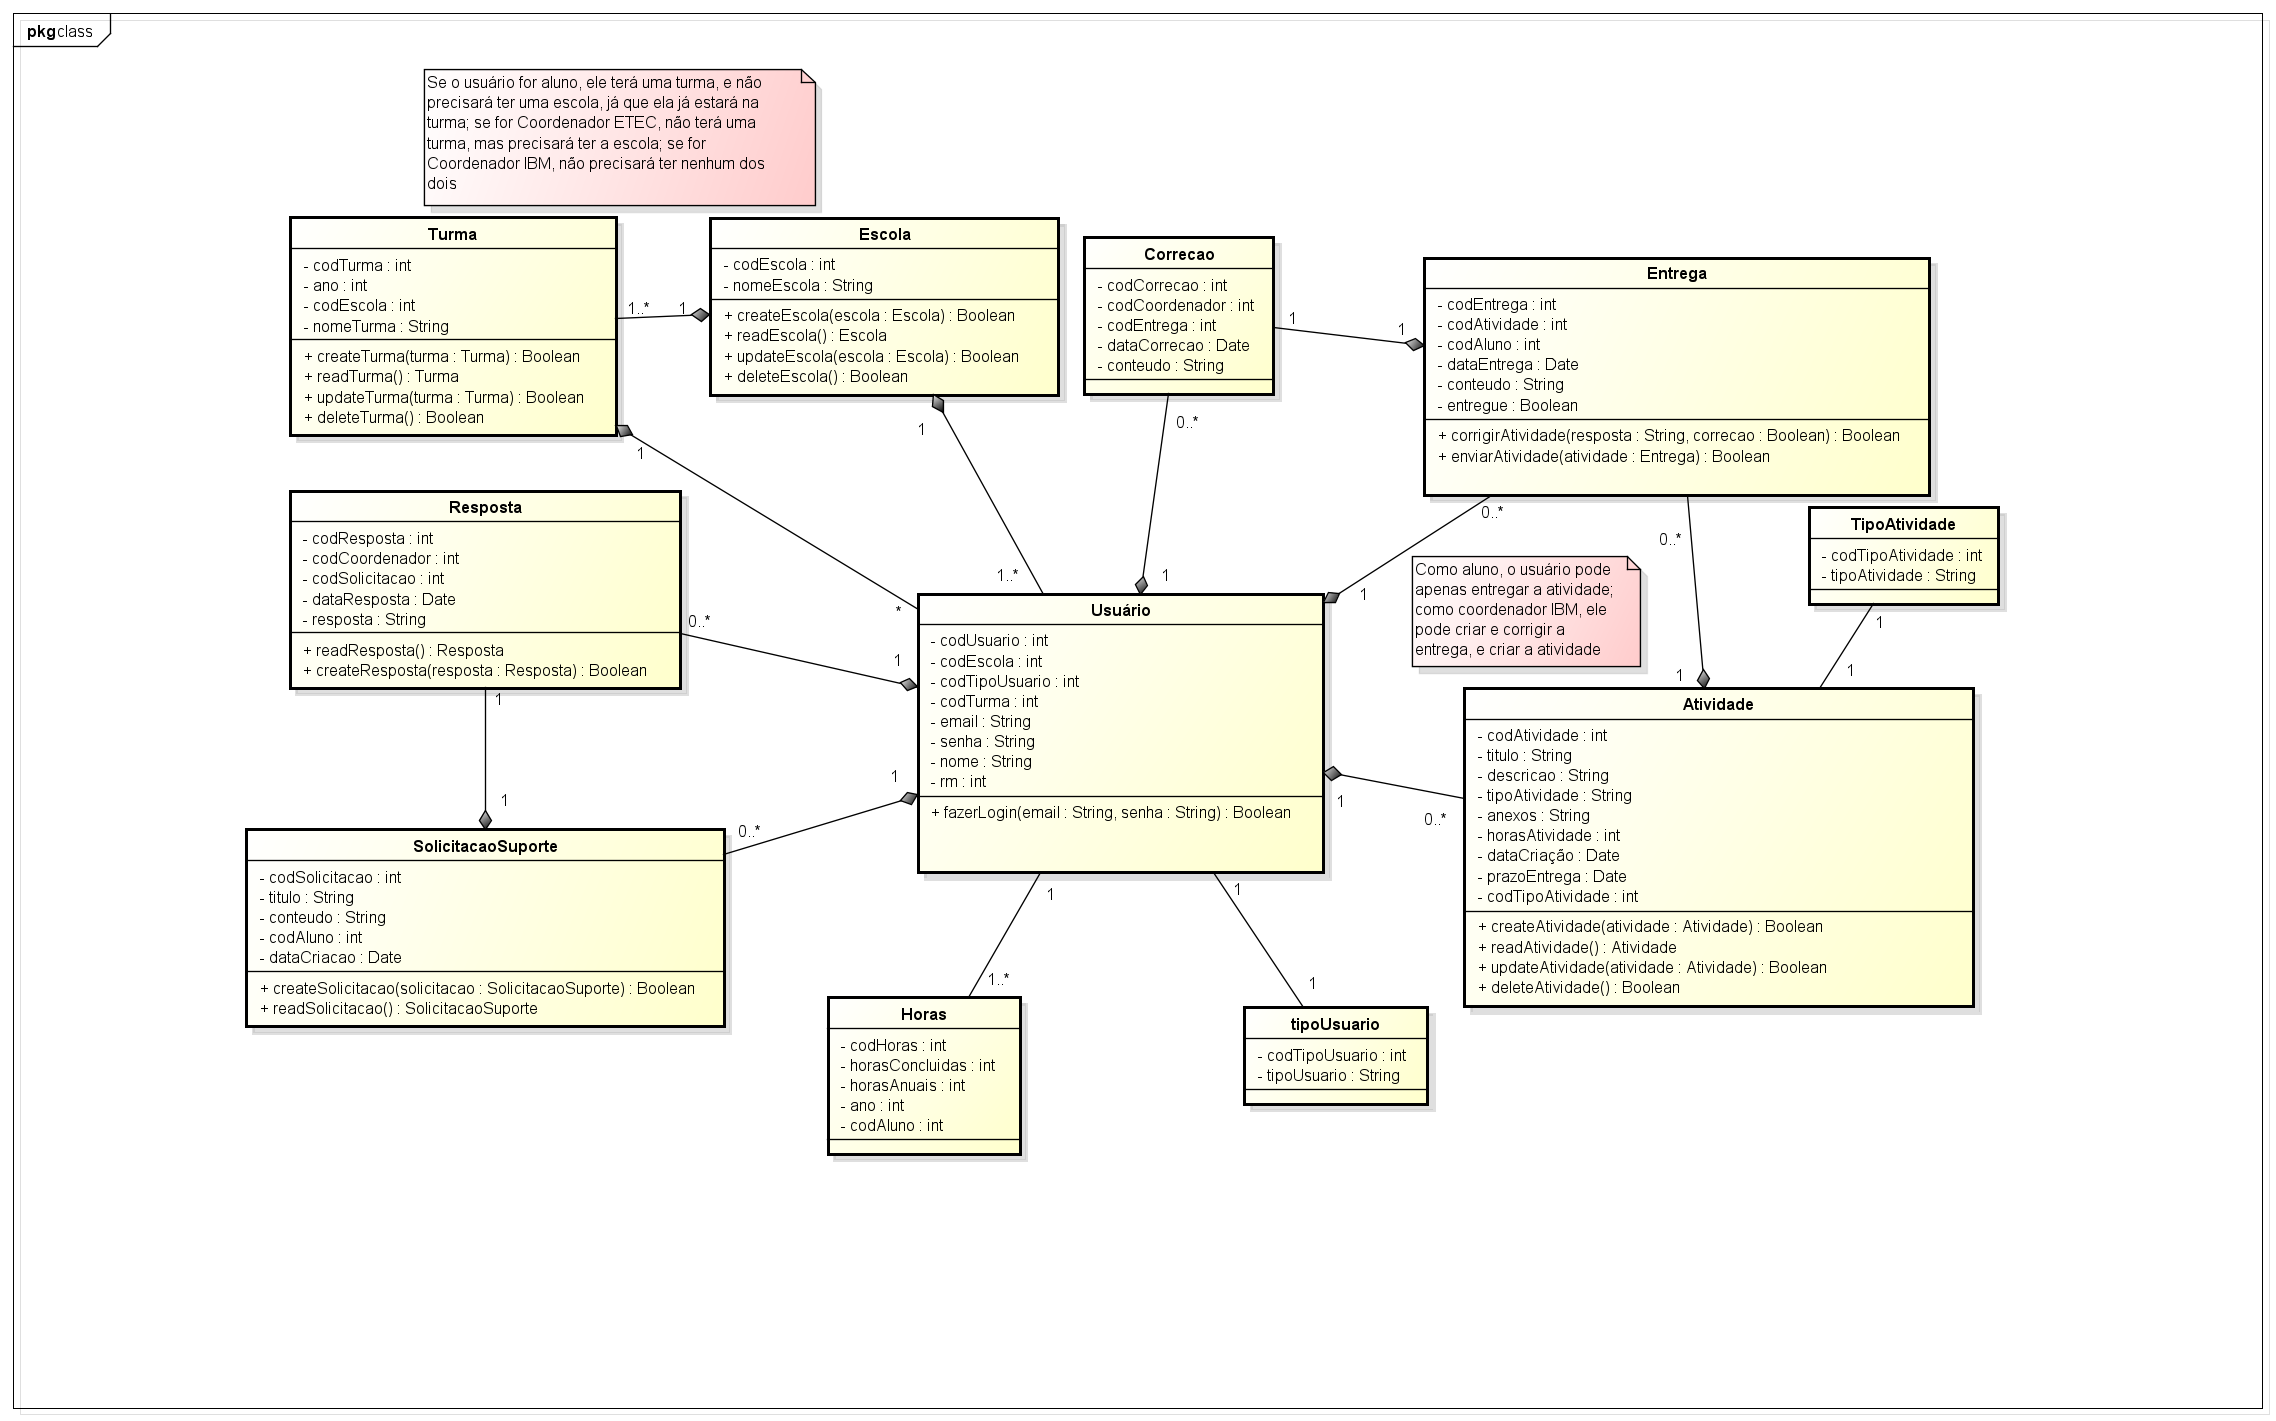 pkg class
Se o usuário for aluno, ele terá uma turma, e não
precisará ter uma escola, já que ela já estará na
turma; se for Coordenador ETEC, não terá uma
turma, mas precisará ter a escola; se for
Coordenador IBM, não precisará ter nenhum dos
dois
Turma
- codTurma : int
- ano : int
- codEscola : int
- nomeTurma : String
+ createTurma(turma : Turma) : Boolean
+ readTurma() : Turma
+ updateTurma(turma : Turma) : Boolean
+ deleteTurma() : Boolean
1..*
1
Escola
- codEscola : int
- nomeEscola : String
+ createEscola(escola : Escola) : Boolean
+ readEscola() : Escola
+ updateEscola(escola : Escola) : Boolean
+ deleteEscola() : Boolean
Correcao
- codCorrecao : int
- codCoordenador : int
- codEntrega : int
- dataCorrecao : Date
- conteudo : String
1
1
Entrega
- codEntrega : int
- codAtividade : int
- codAluno : int
- dataEntrega : Date
- conteudo : String
- entregue : Boolean
+ corrigirAtividade(resposta : String, correcao : Boolean) : Boolean
+ enviarAtividade(atividade : Entrega) : Boolean
1
1
0..*
0..*
0..*
TipoAtividade
- codTipoAtividade : int
- tipoAtividade : String
Resposta
- codResposta : int
- codCoordenador : int
- codSolicitacao : int
- dataResposta : Date
- resposta : String
+ readResposta() : Resposta
+ createResposta(resposta : Resposta) : Boolean
Como aluno, o usuário pode
apenas entregar a atividade;
como coordenador IBM, ele
pode criar e corrigir a
entrega, e criar a atividade
1..*
1
1
*
0..*
1
1
1
1
1
Usuário
- codUsuario : int
- codEscola : int
- codTipoUsuario : int
- codTurma : int
- email : String
- senha : String
- nome : String
- rm : int
+ fazerLogin(email : String, senha : String) : Boolean
Atividade
- codAtividade : int
- titulo : String
- descricao : String
- tipoAtividade : String
- anexos : String
- horasAtividade : int
- dataCriação : Date
- prazoEntrega : Date
- codTipoAtividade : int
+ createAtividade(atividade : Atividade) : Boolean
+ readAtividade() : Atividade
+ updateAtividade(atividade : Atividade) : Boolean
+ deleteAtividade() : Boolean
1
1
1
0..*
1
0..*
SolicitacaoSuporte
- codSolicitacao : int
- titulo : String
- conteudo : String
- codAluno : int
- dataCriacao : Date
+ createSolicitacao(solicitacao : SolicitacaoSuporte) : Boolean
+ readSolicitacao() : SolicitacaoSuporte
1
1
1..*
1
Horas
- codHoras : int
- horasConcluidas : int
- horasAnuais : int
- ano : int
- codAluno : int
tipoUsuario
- codTipoUsuario : int
- tipoUsuario : String